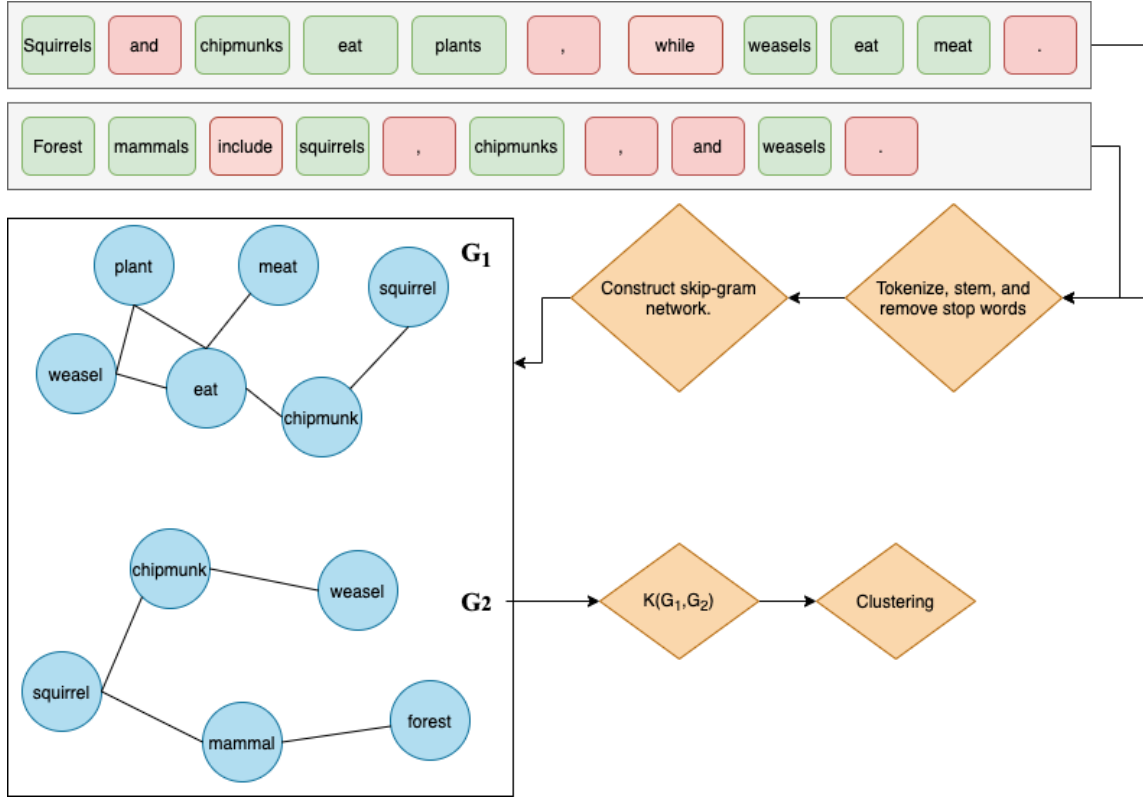 Squirrels and chipmunks eat plants , while weasels eat meat .
Forest mammals include squirrels , chipmunks , and weasels .
G1
plant
meat
squirrel
weasel
eat
chipmunk
Construct skip-gram
network.
Tokenize, stem, and
remove stop words
chipmunk
weasel
G2
squirrel
mammal
forest
K(G1,G2)
Clustering